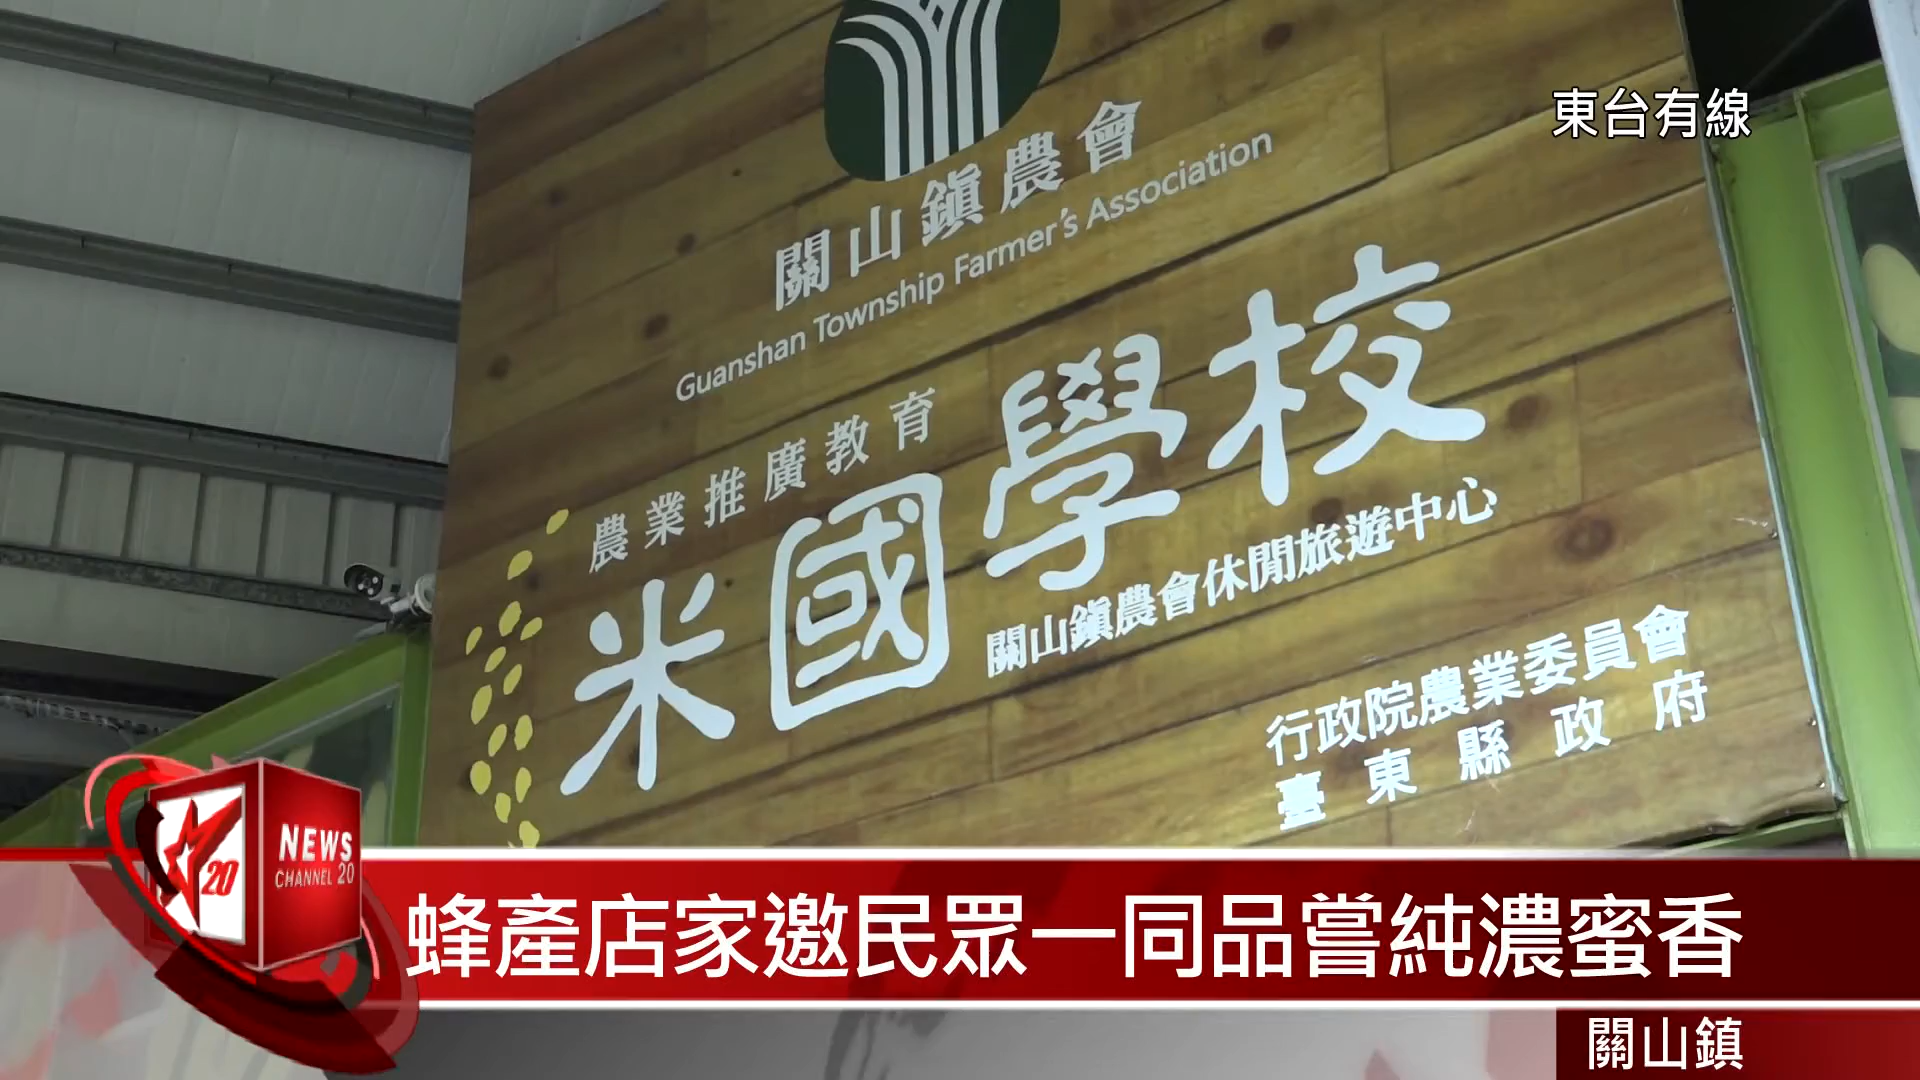 東台有線
關山鎮農會
Guanshan Township Farmer's Association
農業推廣教育
米國學校
關山鎮農會休閒旅遊中心
行政院農業委員會
臺東縣政府
20
NEWS
CHANNEL 20
蜂產店家邀民眾一同品嘗純濃蜜香
關山鎮